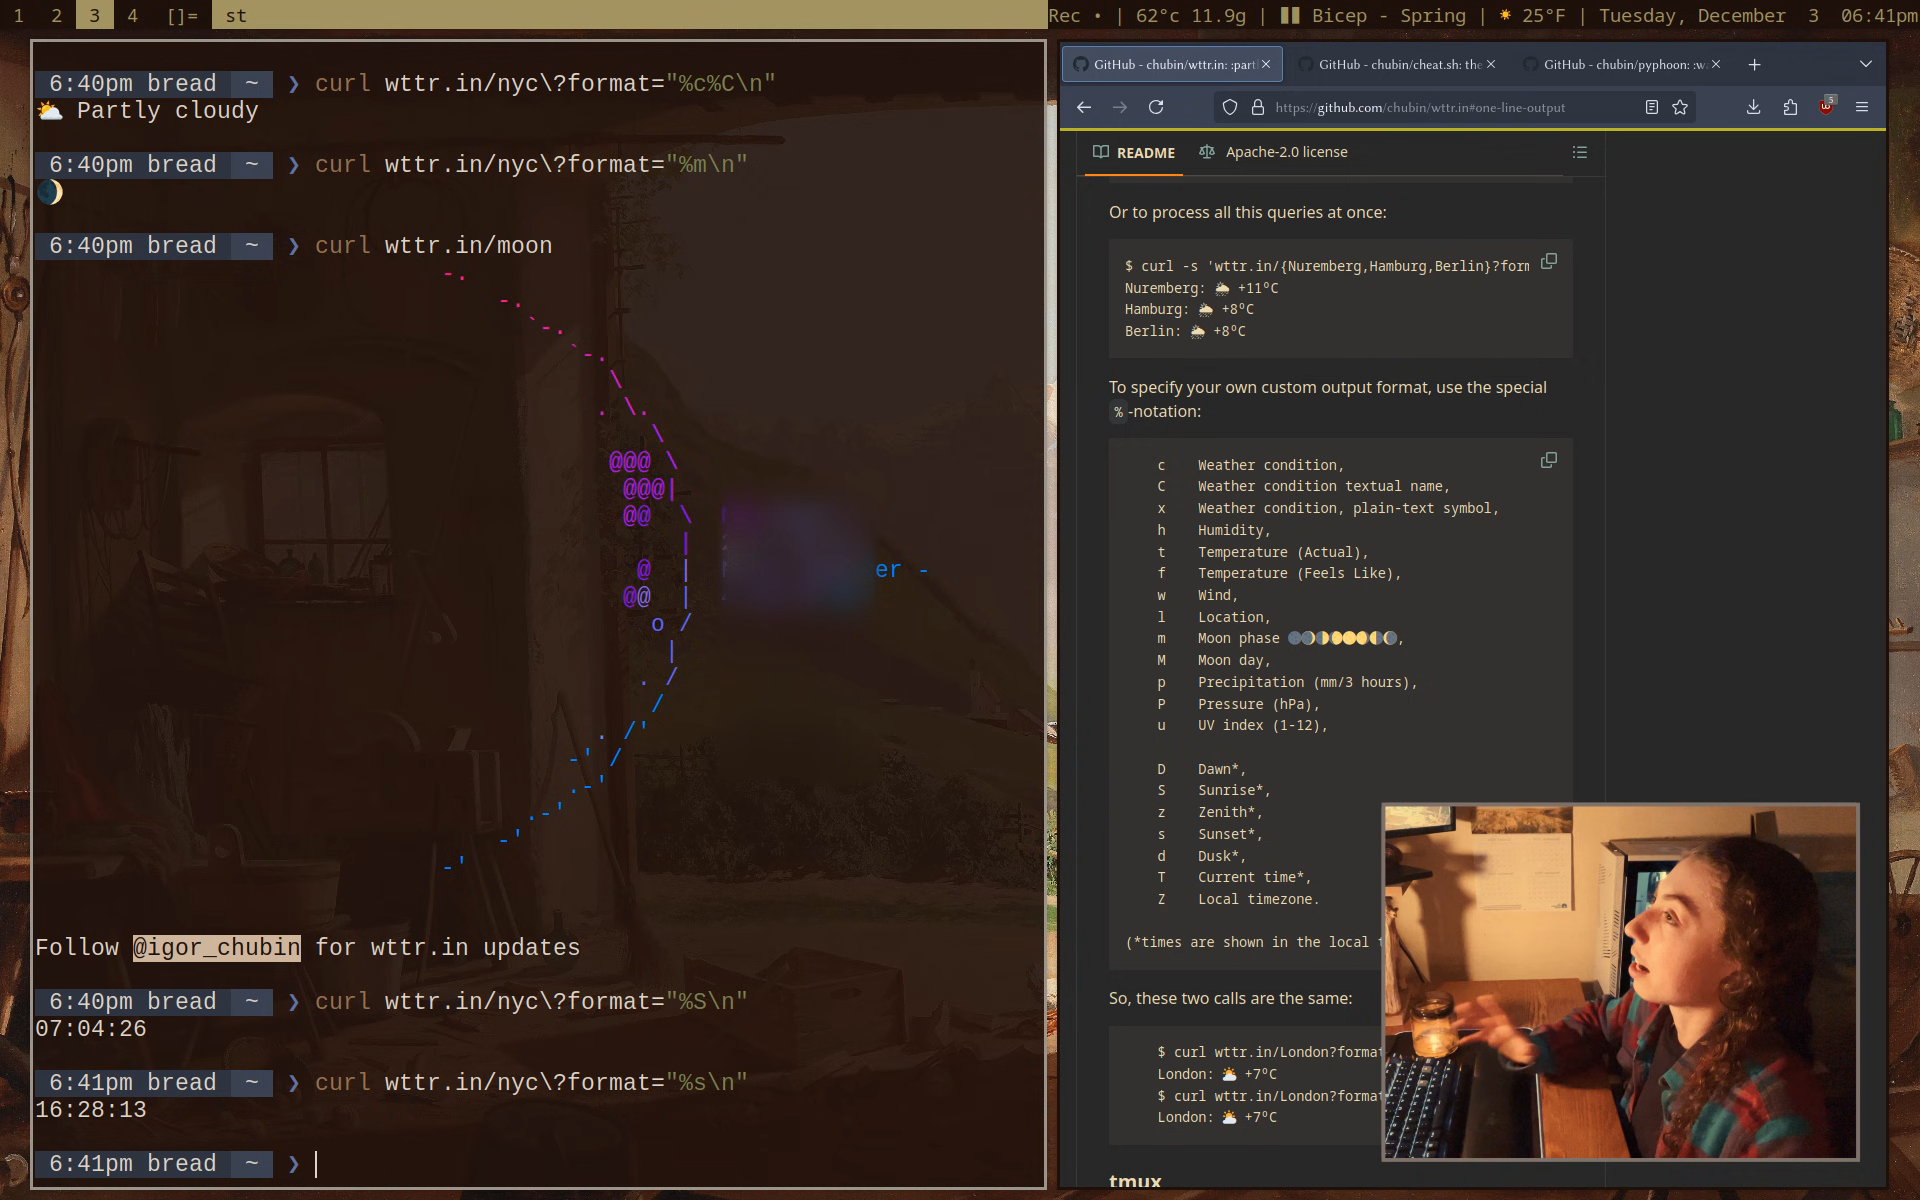 1 2 3 4 []= st
Rec • | 62°c 11.9g | Bicep - Spring | 25°F | Tuesday, December 3 06:41pm
6:40pm bread ~ ❯ curl wttr.in/nyc\?format="%c%C\n"
⛅ Partly cloudy
6:40pm bread ~ ❯ curl wttr.in/nyc\?format="%m\n"
🌒
6:40pm bread ~ ❯ curl wttr.in/moon
-.
-.
`-.
`-.
\
. \.
\
@@@ \
@@@|
@@ \
|
@ | er -
@@ |
o /
|
. /
/
. /'
-' /
.-'
.-'
-'
-'
Follow @igor_chubin for wttr.in updates
6:40pm bread ~ ❯ curl wttr.in/nyc\?format="%S\n"
07:04:26
6:41pm bread ~ ❯ curl wttr.in/nyc\?format="%s\n"
16:28:13
6:41pm bread ~ ❯
GitHub - chubin/wttr.in: :part
GitHub - chubin/cheat.sh: the
GitHub - chubin/pyphoon: :w
https://github.com/chubin/wttr.in#one-line-output
5
README
Apache-2.0 license
Or to process all this queries at once:
$ curl -s 'wttr.in/{Nuremberg,Hamburg,Berlin}?form
Nuremberg: 🌦 +11⁰C
Hamburg: 🌦 +8⁰C
Berlin: 🌦 +8⁰C
To specify your own custom output format, use the special
%-notation:
c Weather condition,
C Weather condition textual name,
x Weather condition, plain-text symbol,
h Humidity,
t Temperature (Actual),
f Temperature (Feels Like),
w Wind,
l Location,
m Moon phase 🌑🌒🌓🌔🌕🌖🌗🌘,
M Moon day,
p Precipitation (mm/3 hours),
P Pressure (hPa),
u UV index (1-12),
D Dawn*,
S Sunrise*,
z Zenith*,
s Sunset*,
d Dusk*,
T Current time*,
Z Local timezone.
(*times are shown in the local
So, these two calls are the same:
$ curl wttr.in/London?format
London: ⛅ +7⁰C
$ curl wttr.in/London?format
London: ⛅ +7⁰C
tmux